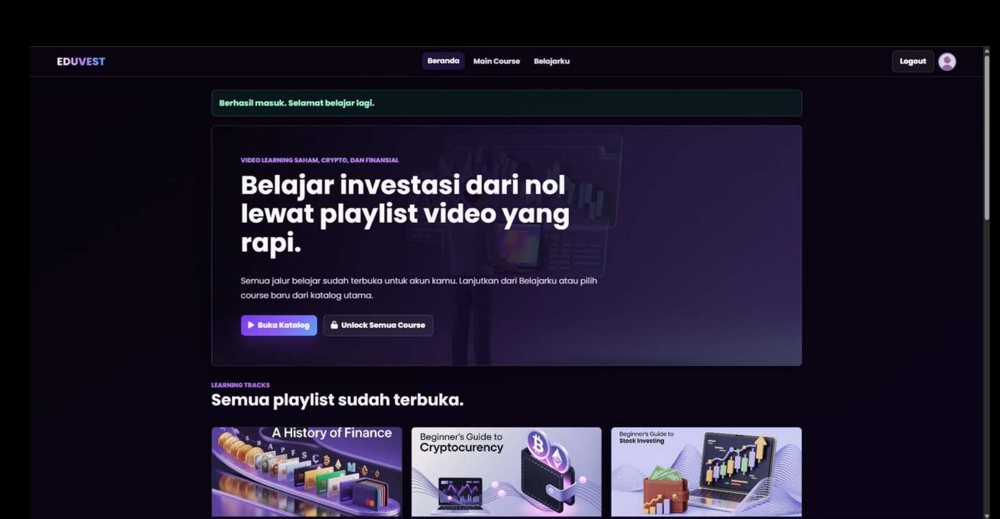 EDUVEST
Beranda
Main Course
Belajarku
Logout
Berhasil masuk. Selamat belajar lagi.
VIDEO LEARNING SAHAM, CRYPTO, DAN FINANSIAL
Belajar investasi dari nol
lewat playlist video yang
rapi.
Semua jalur belajar sudah terbuka untuk akun kamu. Lanjutkan dari Belajarku atau pilih
course baru dari katalog utama.
Buka Katalog
Unlock Semua Course
LEARNING TRACKS
Semua playlist sudah terbuka.
A History of Finance
Beginner's Guide to
Cryptocurency
Beginner's Guide to
Stock Investing